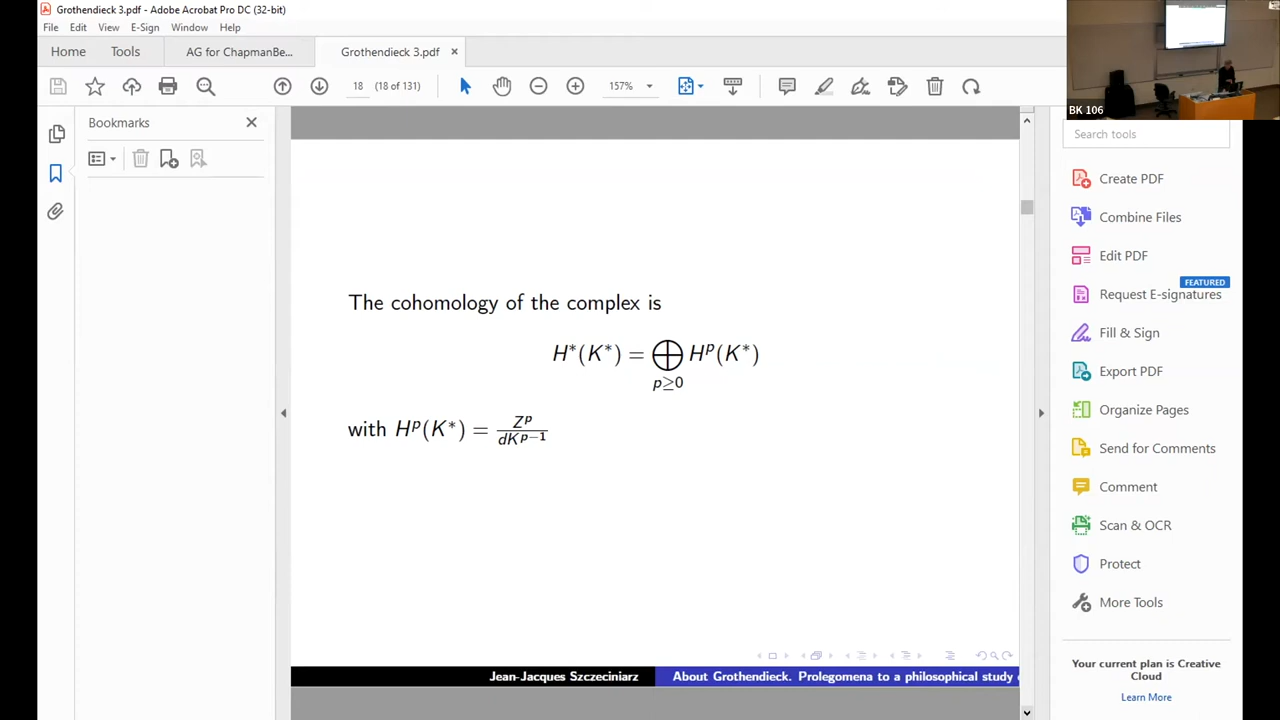 Grothendieck 3.pdf - Adobe Acrobat Pro DC (32-bit)
File Edit View E-Sign Window Help
Home Tools AG for ChapmanBe... Grothendieck 3.pdf
18 (18 of 131) 157%
BK 106
Bookmarks
Search tools
Create PDF
Combine Files
Edit PDF
FEATURED
Request E-signatures
Fill & Sign
Export PDF
Organize Pages
Send for Comments
Comment
Scan & OCR
Protect
More Tools
Your current plan is Creative
Cloud
Learn More
The cohomology of the complex is
H*(K*) = ⨁ Hᵖ(K*)
p≥0
with Hᵖ(K*) = Zᵖ / dKᵖ⁻¹
Jean-Jacques Szczeciniarz About Grothendieck. Prolegomena to a philosophical study